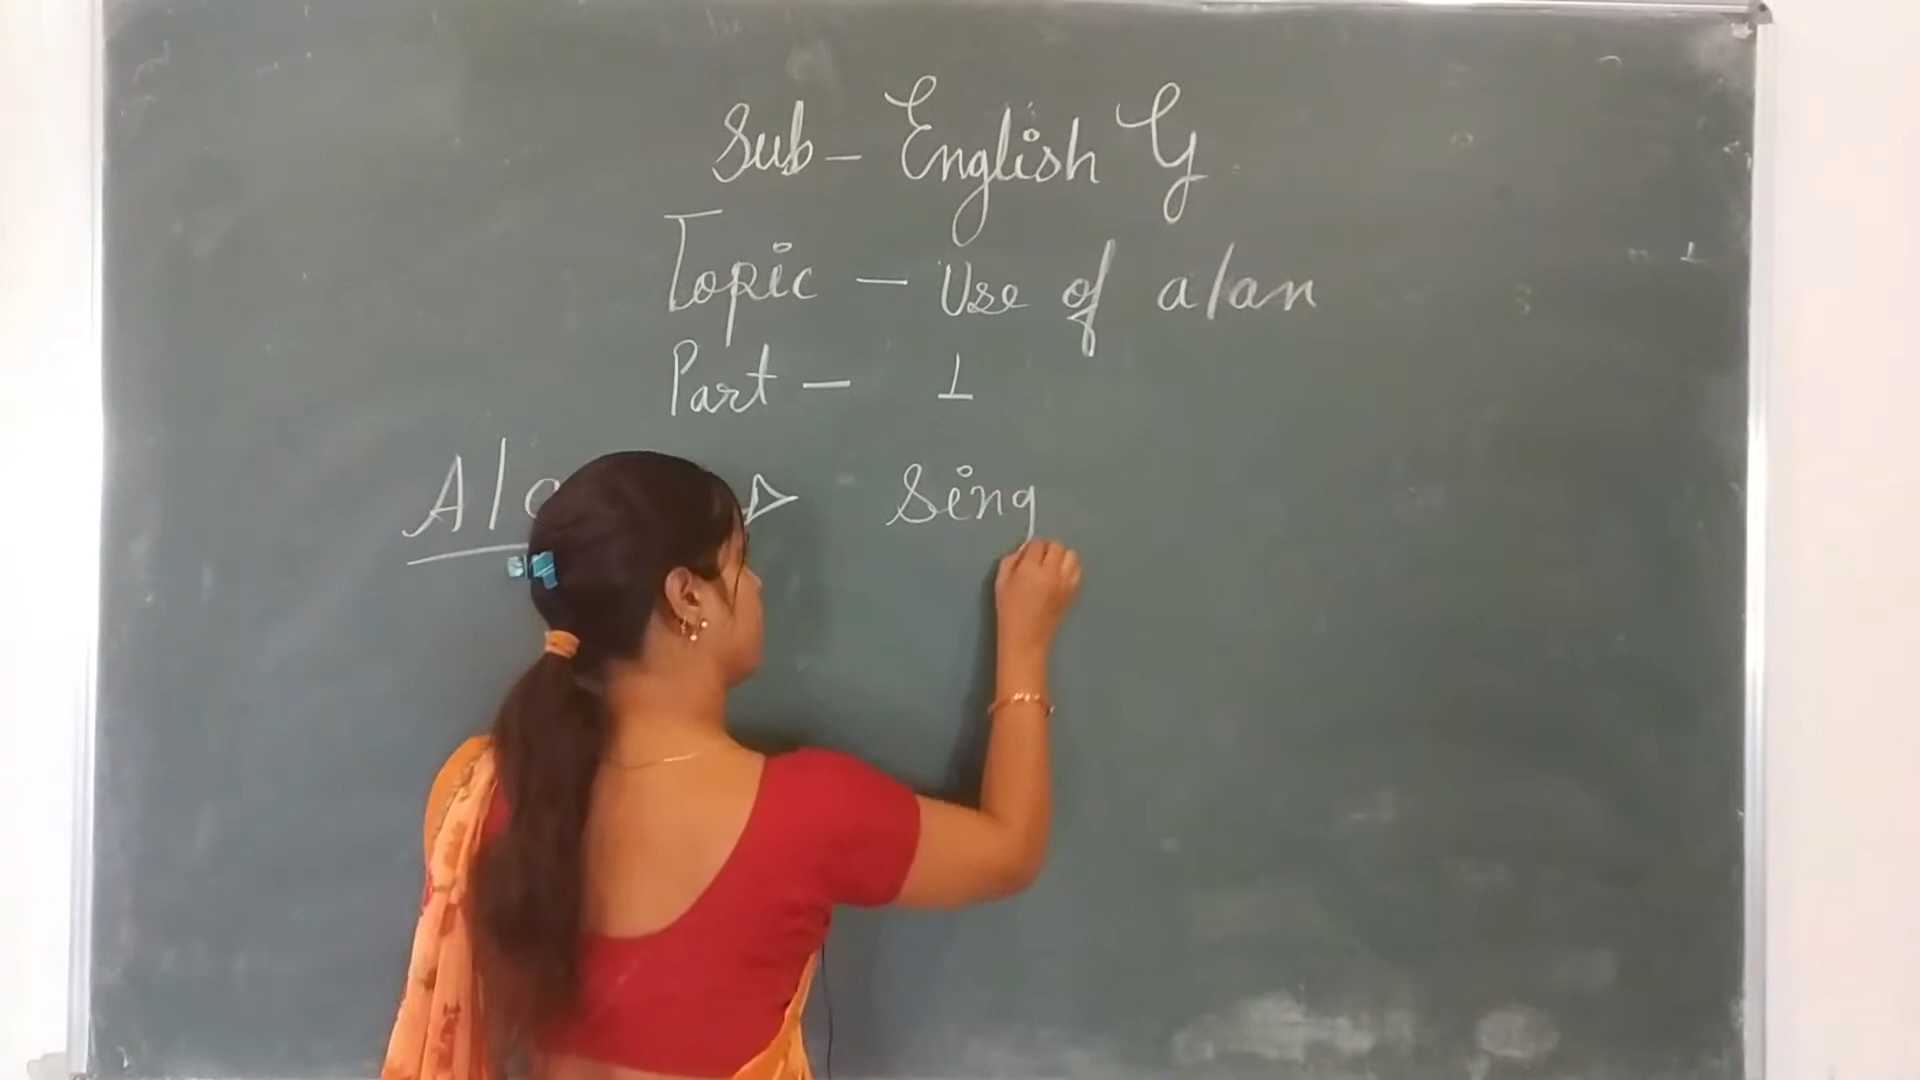 Sub - English G
Topic - Use of a/an
Part - 1
A/ Sing